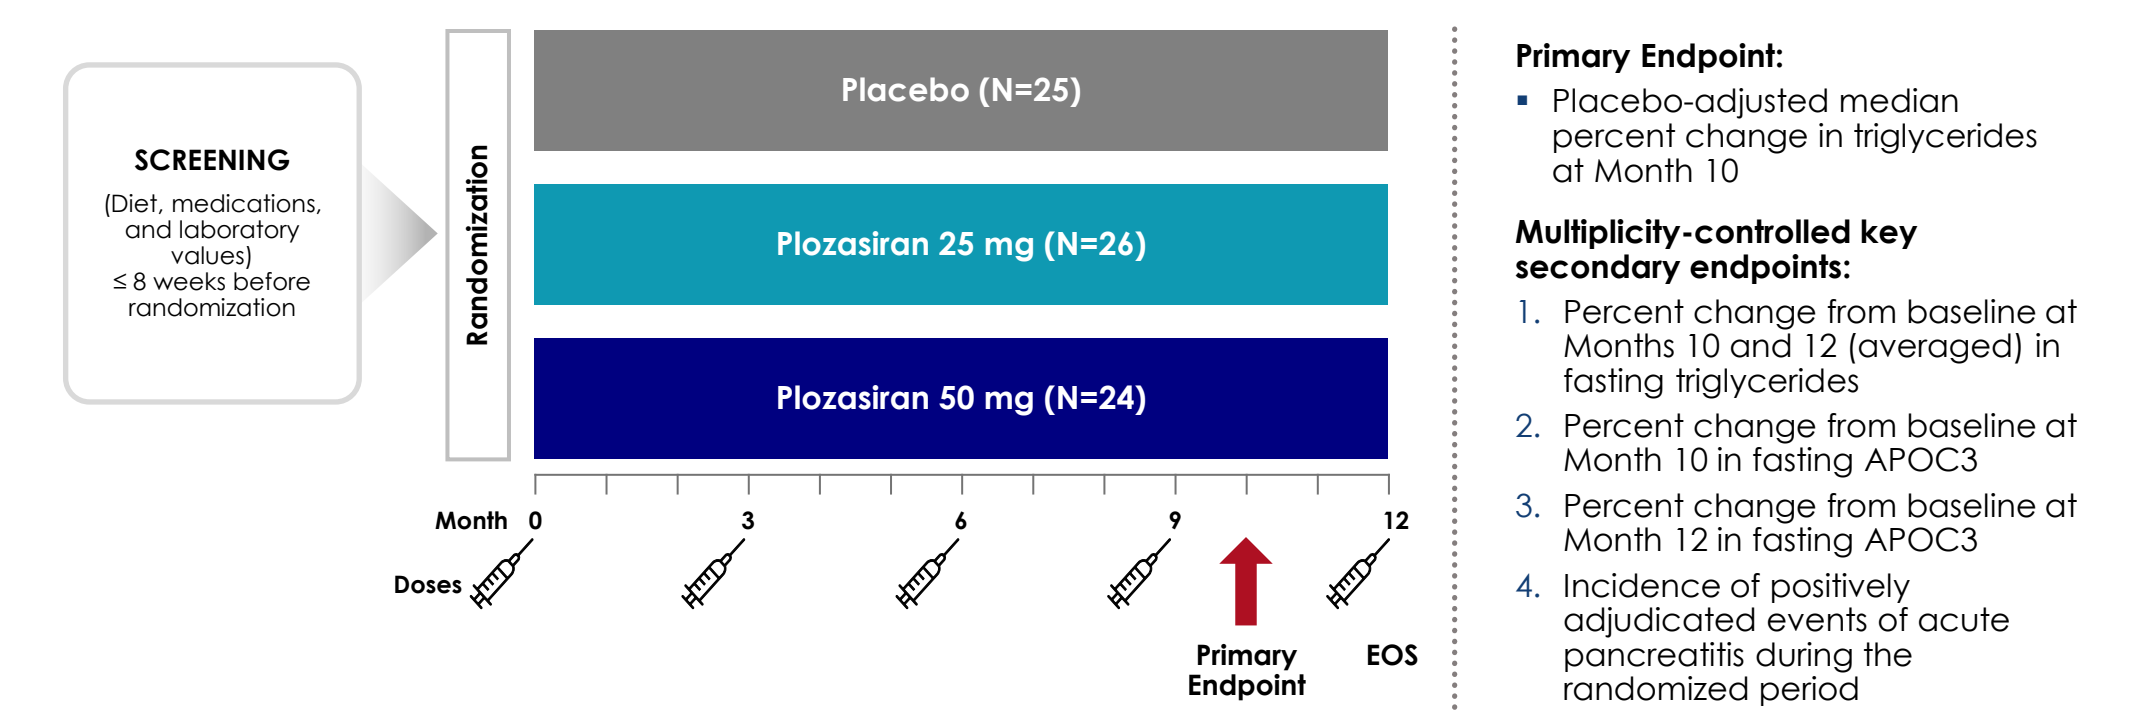 SCREENING
(Diet, medications,
and laboratory
values)
≤ 8 weeks before
randomization
Randomization
Placebo (N=25)
Plozasiran 25 mg (N=26)
Plozasiran 50 mg (N=24)
Month 0 3 6 9 12
Doses
Primary
Endpoint
EOS
Primary Endpoint:
▪ Placebo-adjusted median
percent change in triglycerides
at Month 10
Multiplicity-controlled key
secondary endpoints:
1. Percent change from baseline at
Months 10 and 12 (averaged) in
fasting triglycerides
2. Percent change from baseline at
Month 10 in fasting APOC3
3. Percent change from baseline at
Month 12 in fasting APOC3
4. Incidence of positively
adjudicated events of acute
pancreatitis during the
randomized period